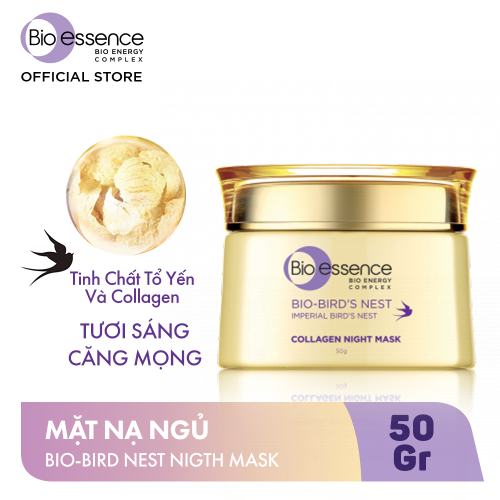 Bio essence
BIO ENERGY
COMPLEX
OFFICIAL STORE
Tinh Chất Tổ Yến
Và Collagen
TƯƠI SÁNG
CĂNG MỌNG
Bio essence
BIO ENERGY
COMPLEX
BIO-BIRD'S NEST
IMPERIAL BIRD'S NEST
COLLAGEN NIGHT MASK
50g
MẶT NẠ NGỦ
BIO-BIRD NEST NIGTH MASK
50
Gr